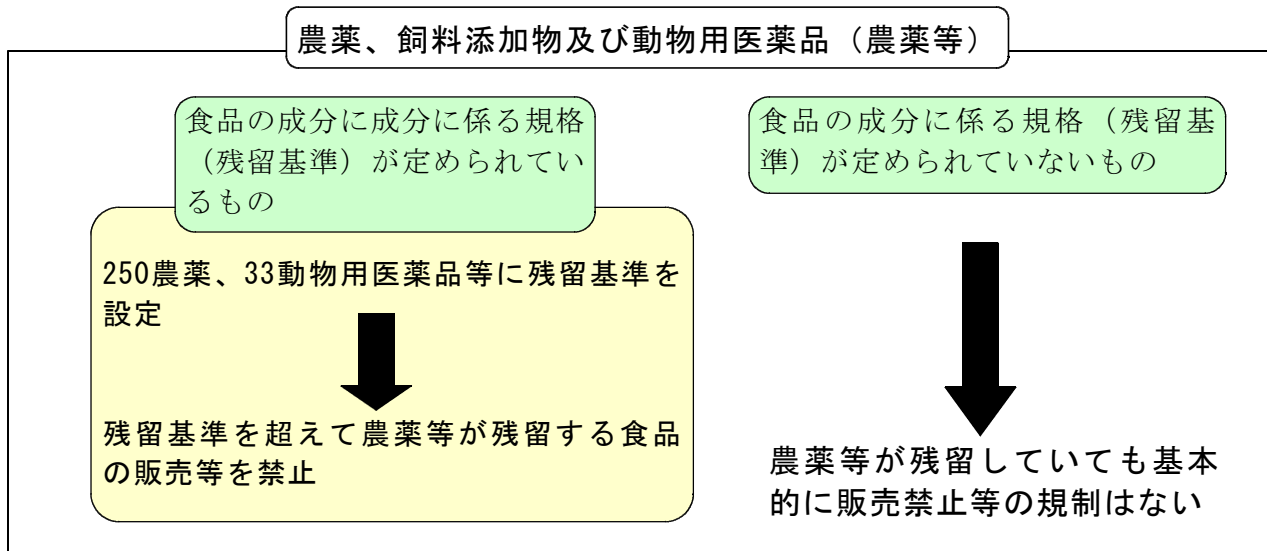 農薬、飼料添加物及び動物用医薬品（農薬等）
食品の成分に成分に係る規格
（残留基準）が定められてい
るもの
250農薬、33動物用医薬品等に残留基準を
設定
残留基準を超えて農薬等が残留する食品
の販売等を禁止
食品の成分に係る規格（残留基
準）が定められていないもの
農薬等が残留していても基本
的に販売禁止等の規制はない